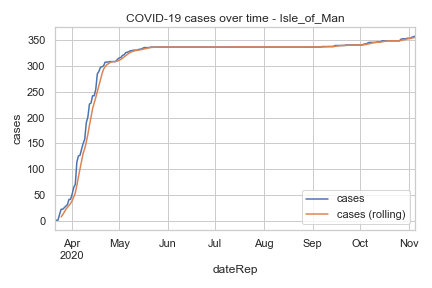 COVID-19 cases over time - Isle_of_Man
350
300
250
200
150
100
50
0
cases
cases
cases (rolling)
Apr May Jun Jul Aug Sep Oct Nov
2020
dateRep